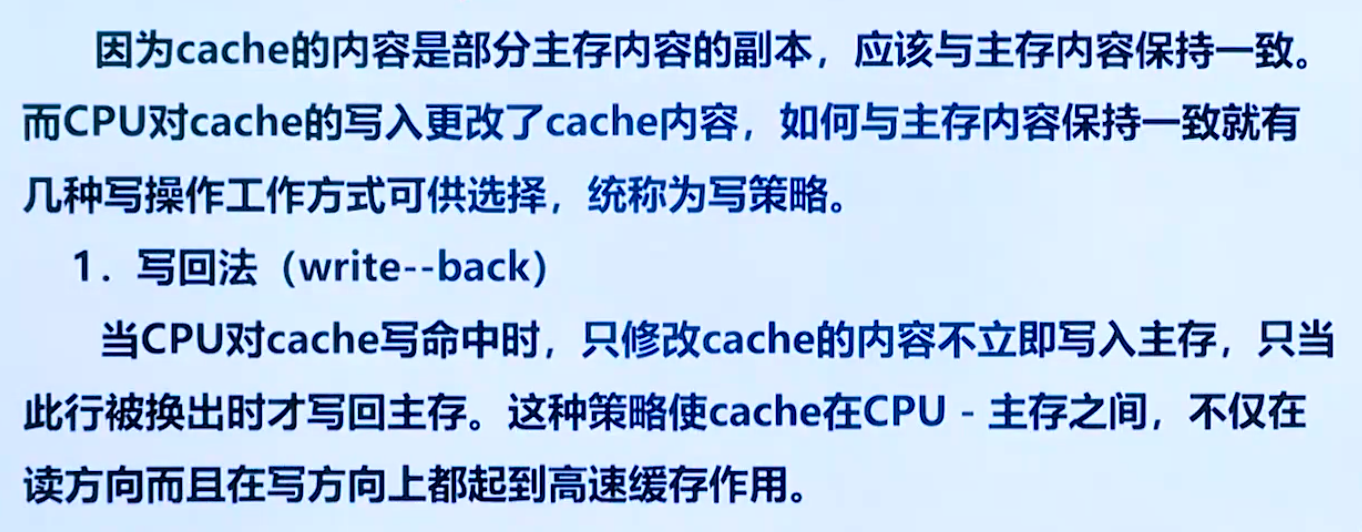 因为cache的内容是部分主存内容的副本，应该与主存内容保持一致。
而CPU对cache的写入更改了cache内容，如何与主存内容保持一致就有
几种写操作工作方式可供选择，统称为写策略。
1．写回法（write--back）
当CPU对cache写命中时，只修改cache的内容不立即写入主存，只当
此行被换出时才写回主存。这种策略使cache在CPU - 主存之间，不仅在
读方向而且在写方向上都起到高速缓存作用。